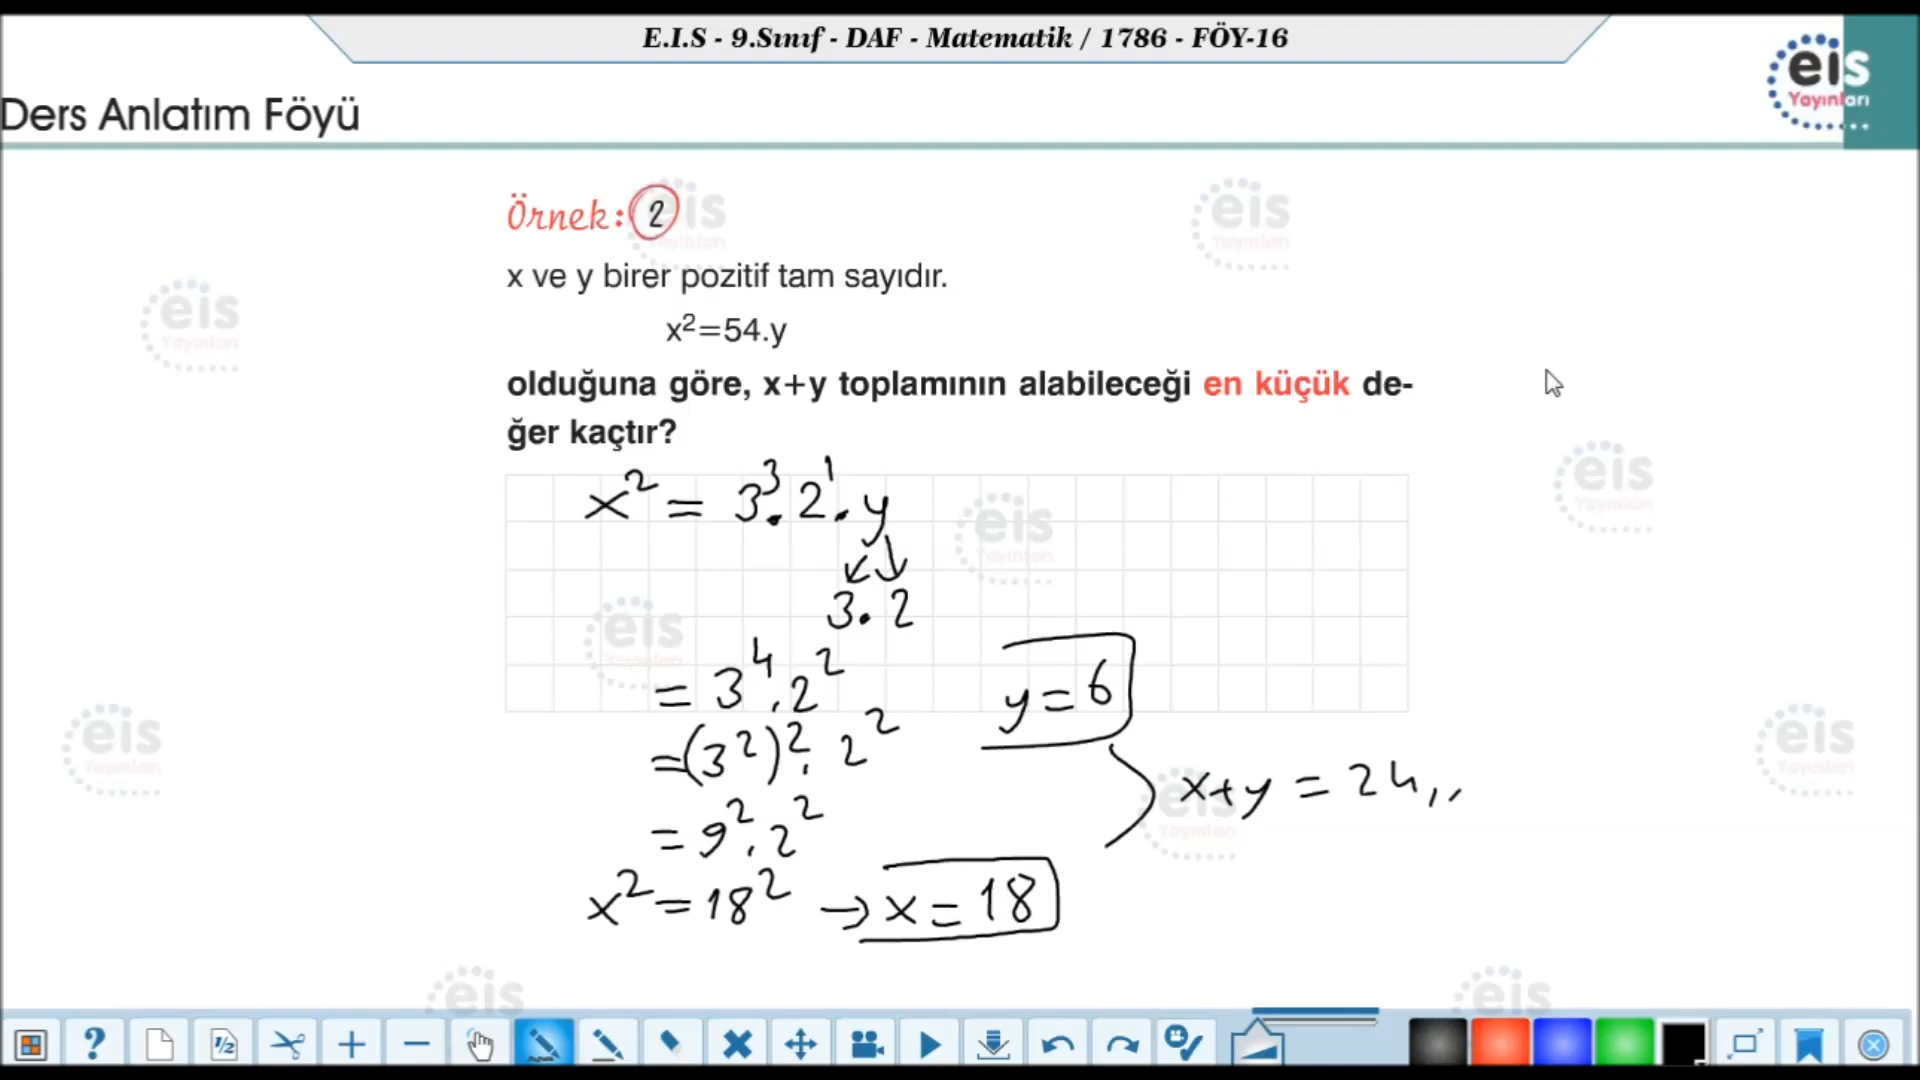 E.I.S - 9.Sınıf - DAF - Matematik / 1786 - FÖY-16
eis
Yayınları
Ders Anlatım Föyü
Örnek: 2
x ve y birer pozitif tam sayıdır.
x²=54.y
olduğuna göre, x+y toplamının alabileceği en küçük de-
ğer kaçtır?
x² = 3³.2¹.y
3.2
= 3⁴.2²
y=6
=(3²)².2²
x+y = 24,,
= 9².2²
x²=18² → x=18